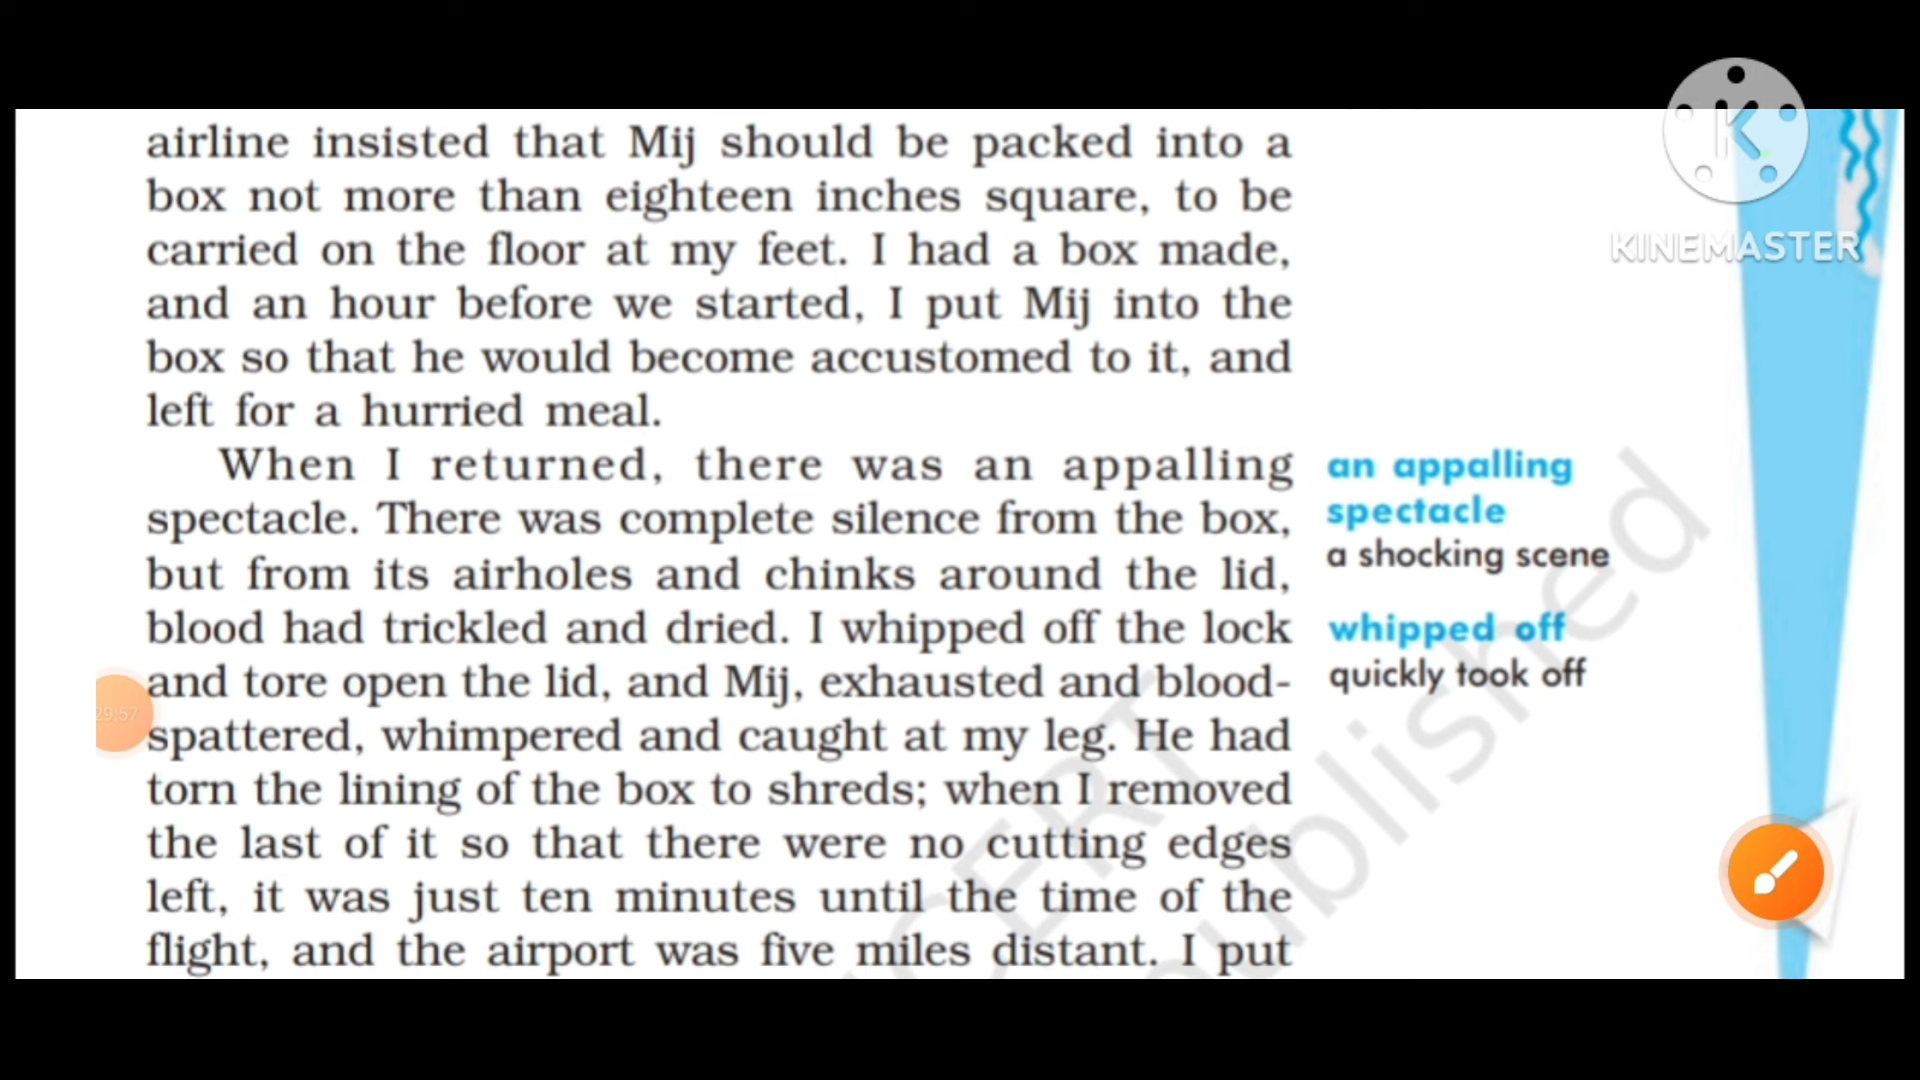 airline insisted that Mij should be packed into a
box not more than eighteen inches square, to be
carried on the floor at my feet. I had a box made,
and an hour before we started, I put Mij into the
box so that he would become accustomed to it, and
left for a hurried meal.
When I returned, there was an appalling
spectacle. There was complete silence from the box,
but from its airholes and chinks around the lid,
blood had trickled and dried. I whipped off the lock
and tore open the lid, and Mij, exhausted and blood-
spattered, whimpered and caught at my leg. He had
torn the lining of the box to shreds; when I removed
the last of it so that there were no cutting edges
left, it was just ten minutes until the time of the
flight, and the airport was five miles distant. I put
an appalling
spectacle
a shocking scene
whipped off
quickly took off
K
KINEMASTER
29:57
NCERT
published